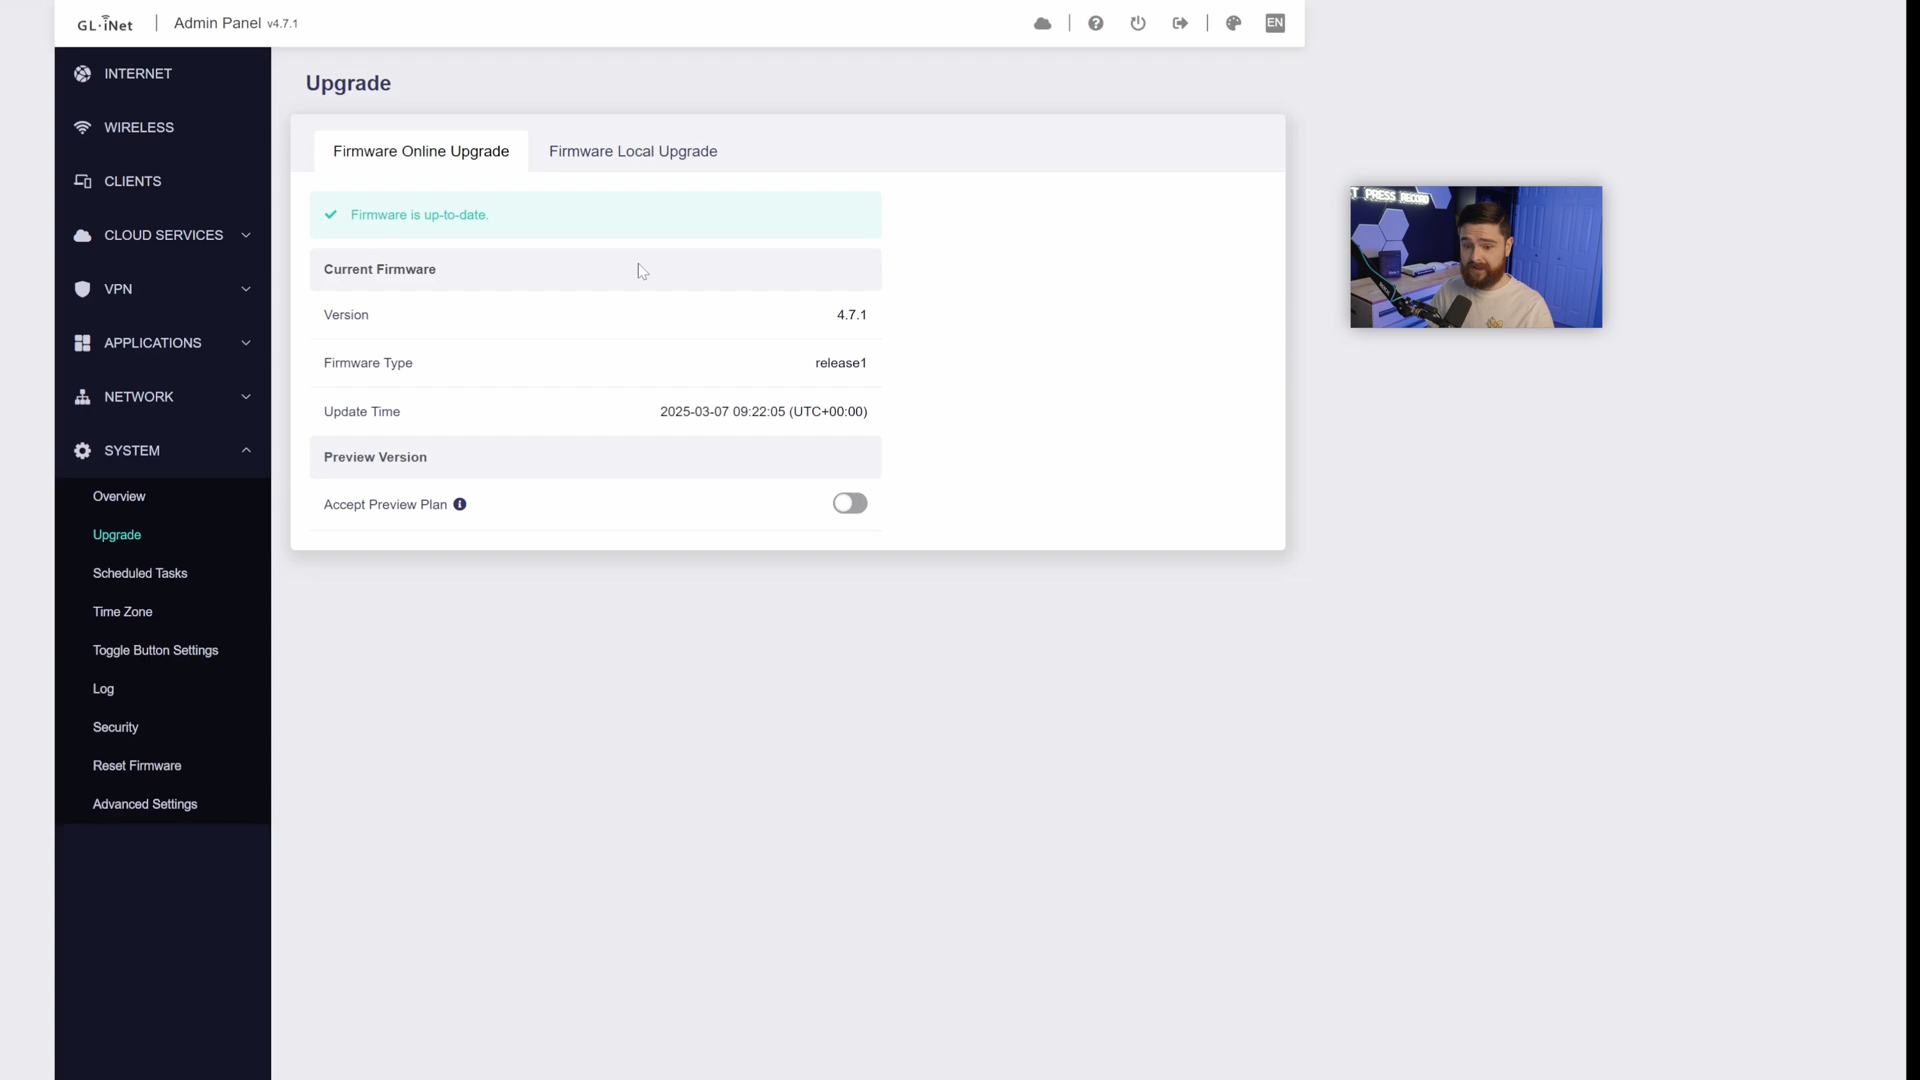 GL·iNet
Admin Panel v4.7.1
EN
INTERNET
WIRELESS
CLIENTS
CLOUD SERVICES
VPN
APPLICATIONS
NETWORK
SYSTEM
Overview
Upgrade
Scheduled Tasks
Time Zone
Toggle Button Settings
Log
Security
Reset Firmware
Advanced Settings
Upgrade
Firmware Online Upgrade
Firmware Local Upgrade
Firmware is up-to-date.
Current Firmware
Version 4.7.1
Firmware Type release1
Update Time 2025-03-07 09:22:05 (UTC+00:00)
Preview Version
Accept Preview Plan
T PRESS RECORD